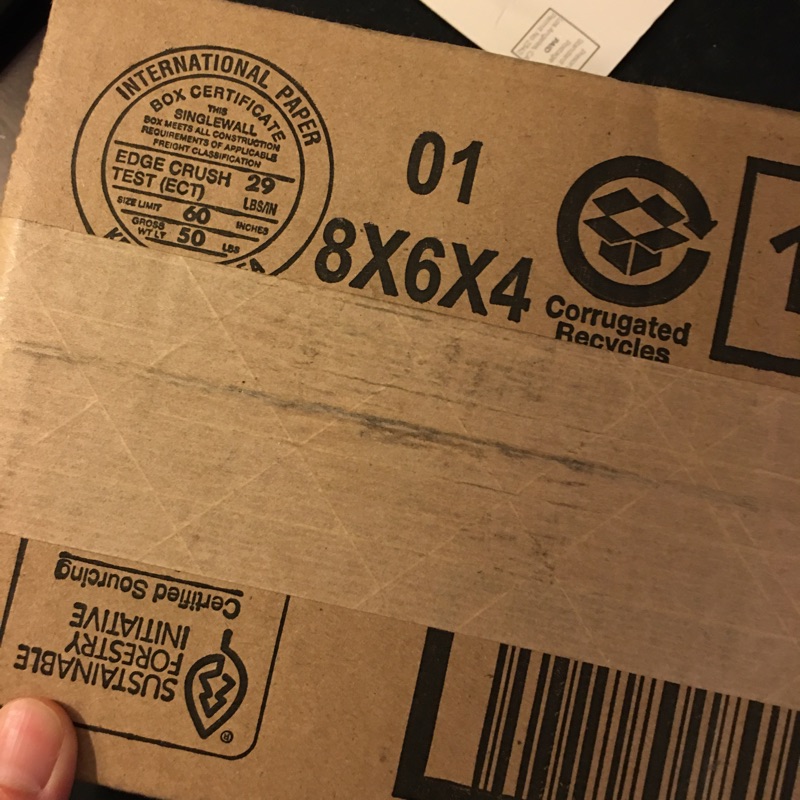 INTERNATIONAL PAPER
BOX CERTIFICATE
THIS
SINGLEWALL
BOX MEETS ALL CONSTRUCTION
REQUIREMENTS OF APPLICABLE
FREIGHT CLASSIFICATION
EDGE CRUSH 29
TEST (ECT) LBS/IN
SIZE LIMIT 60 INCHES
GROSS
WT LT 50 LBS
01
8X6X4
Corrugated
Recycles
1
SUSTAINABLE
FORESTRY
INITIATIVE
Certified Sourcing
®